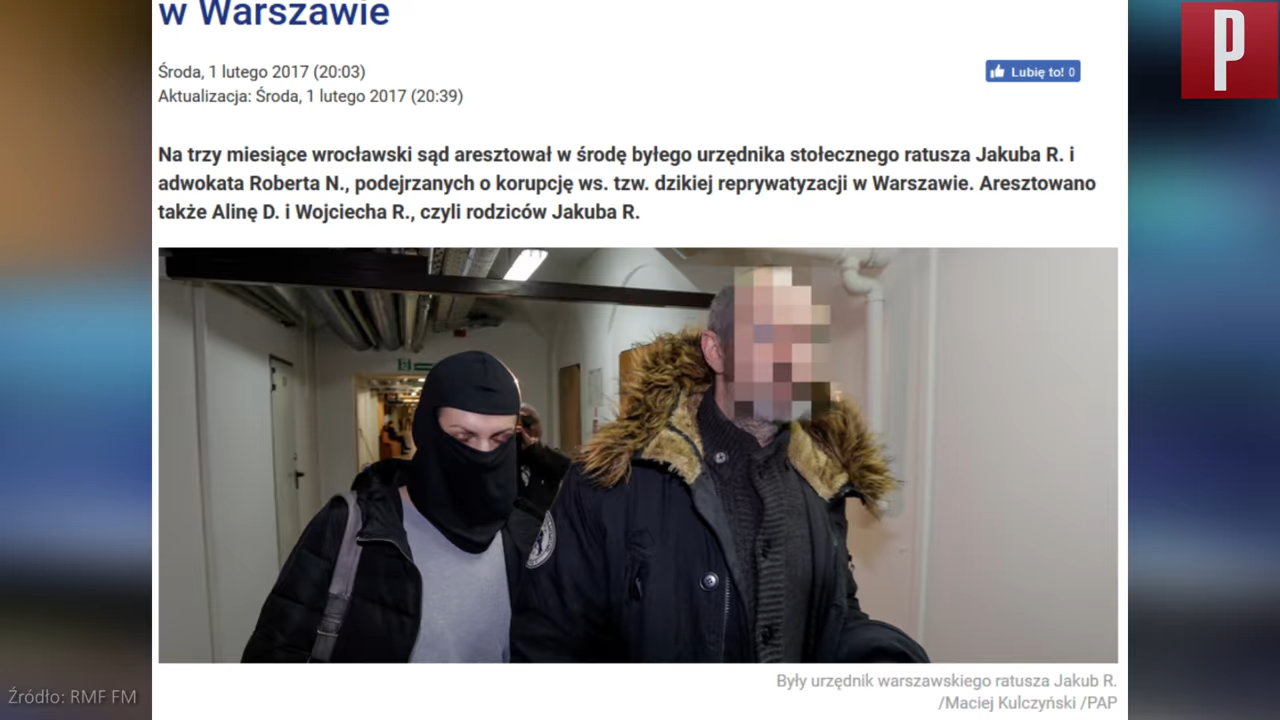 w Warszawie
Środa, 1 lutego 2017 (20:03)
Lubię to! 0
Aktualizacja: Środa, 1 lutego 2017 (20:39)
Na trzy miesiące wrocławski sąd aresztował w środę byłego urzędnika stołecznego ratusza Jakuba R. i
adwokata Roberta N., podejrzanych o korupcję ws. tzw. dzikiej reprywatyzacji w Warszawie. Aresztowano
także Alinę D. i Wojciecha R., czyli rodziców Jakuba R.
Były urzędnik warszawskiego ratusza Jakub R.
/Maciej Kulczyński /PAP
Źródło: RMF FM
P